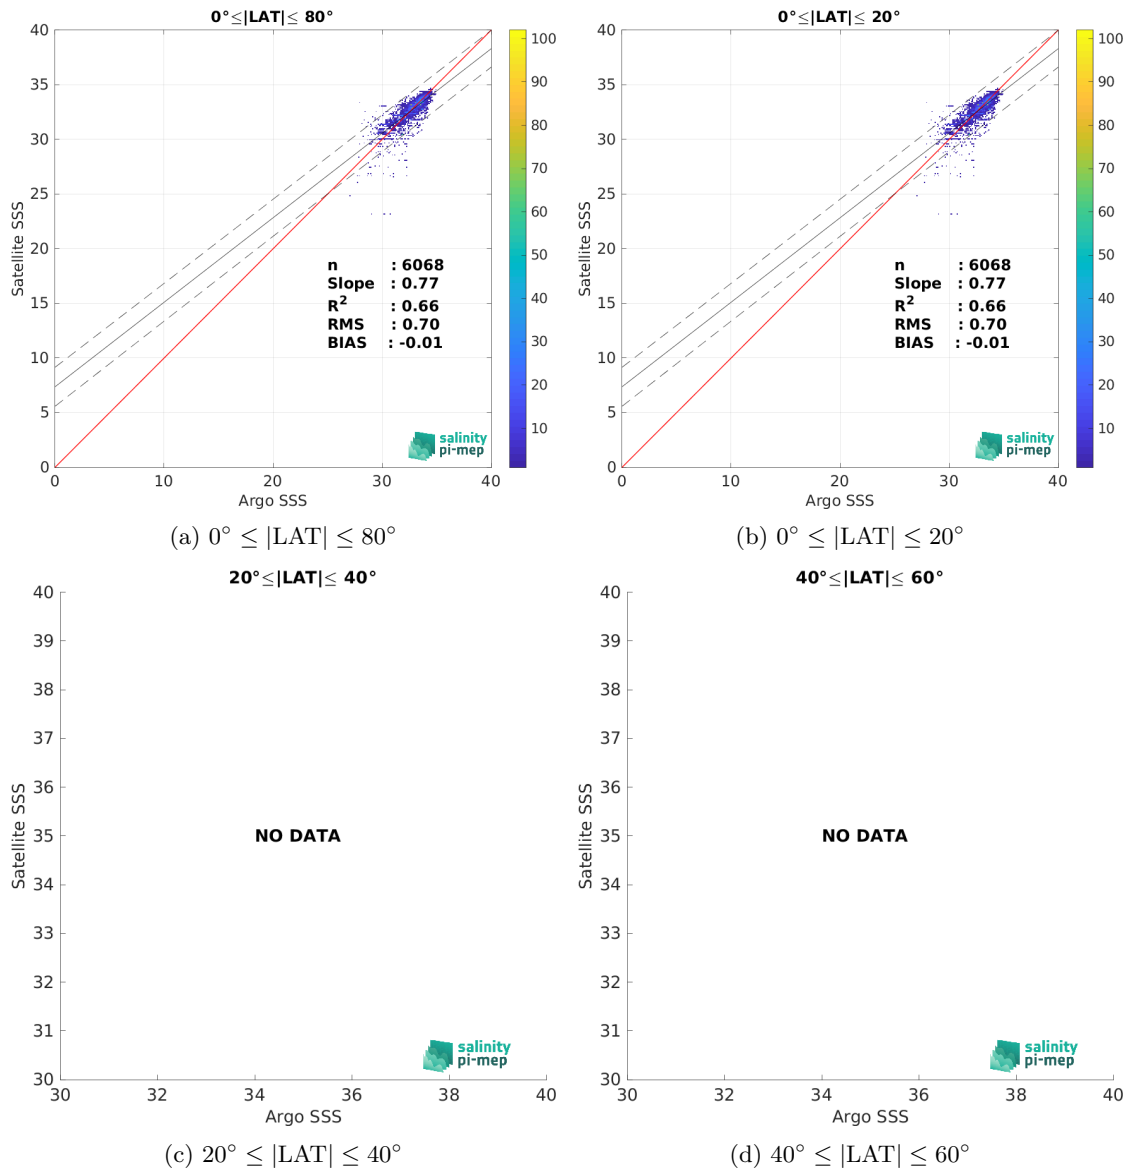 0°≤|LAT|≤ 80°
40
35
30
25
20
15
10
5
0
Satellite SSS
n : 6068
Slope : 0.77
R2 : 0.66
RMS : 0.70
BIAS : -0.01
salinity
pi-mep
0 10 20 30 40
Argo SSS
100
90
80
70
60
50
40
30
20
10
(a) 0° ≤ |LAT| ≤ 80°
0°≤|LAT|≤ 20°
40
35
30
25
20
15
10
5
0
Satellite SSS
n : 6068
Slope : 0.77
R2 : 0.66
RMS : 0.70
BIAS : -0.01
salinity
pi-mep
0 10 20 30 40
Argo SSS
100
90
80
70
60
50
40
30
20
10
(b) 0° ≤ |LAT| ≤ 20°
20°≤|LAT|≤ 40°
40
39
38
37
36
35
34
33
32
31
30
Satellite SSS
NO DATA
salinity
pi-mep
30 32 34 36 38 40
Argo SSS
(c) 20° ≤ |LAT| ≤ 40°
40°≤|LAT|≤ 60°
40
39
38
37
36
35
34
33
32
31
30
Satellite SSS
NO DATA
salinity
pi-mep
30 32 34 36 38 40
Argo SSS
(d) 40° ≤ |LAT| ≤ 60°